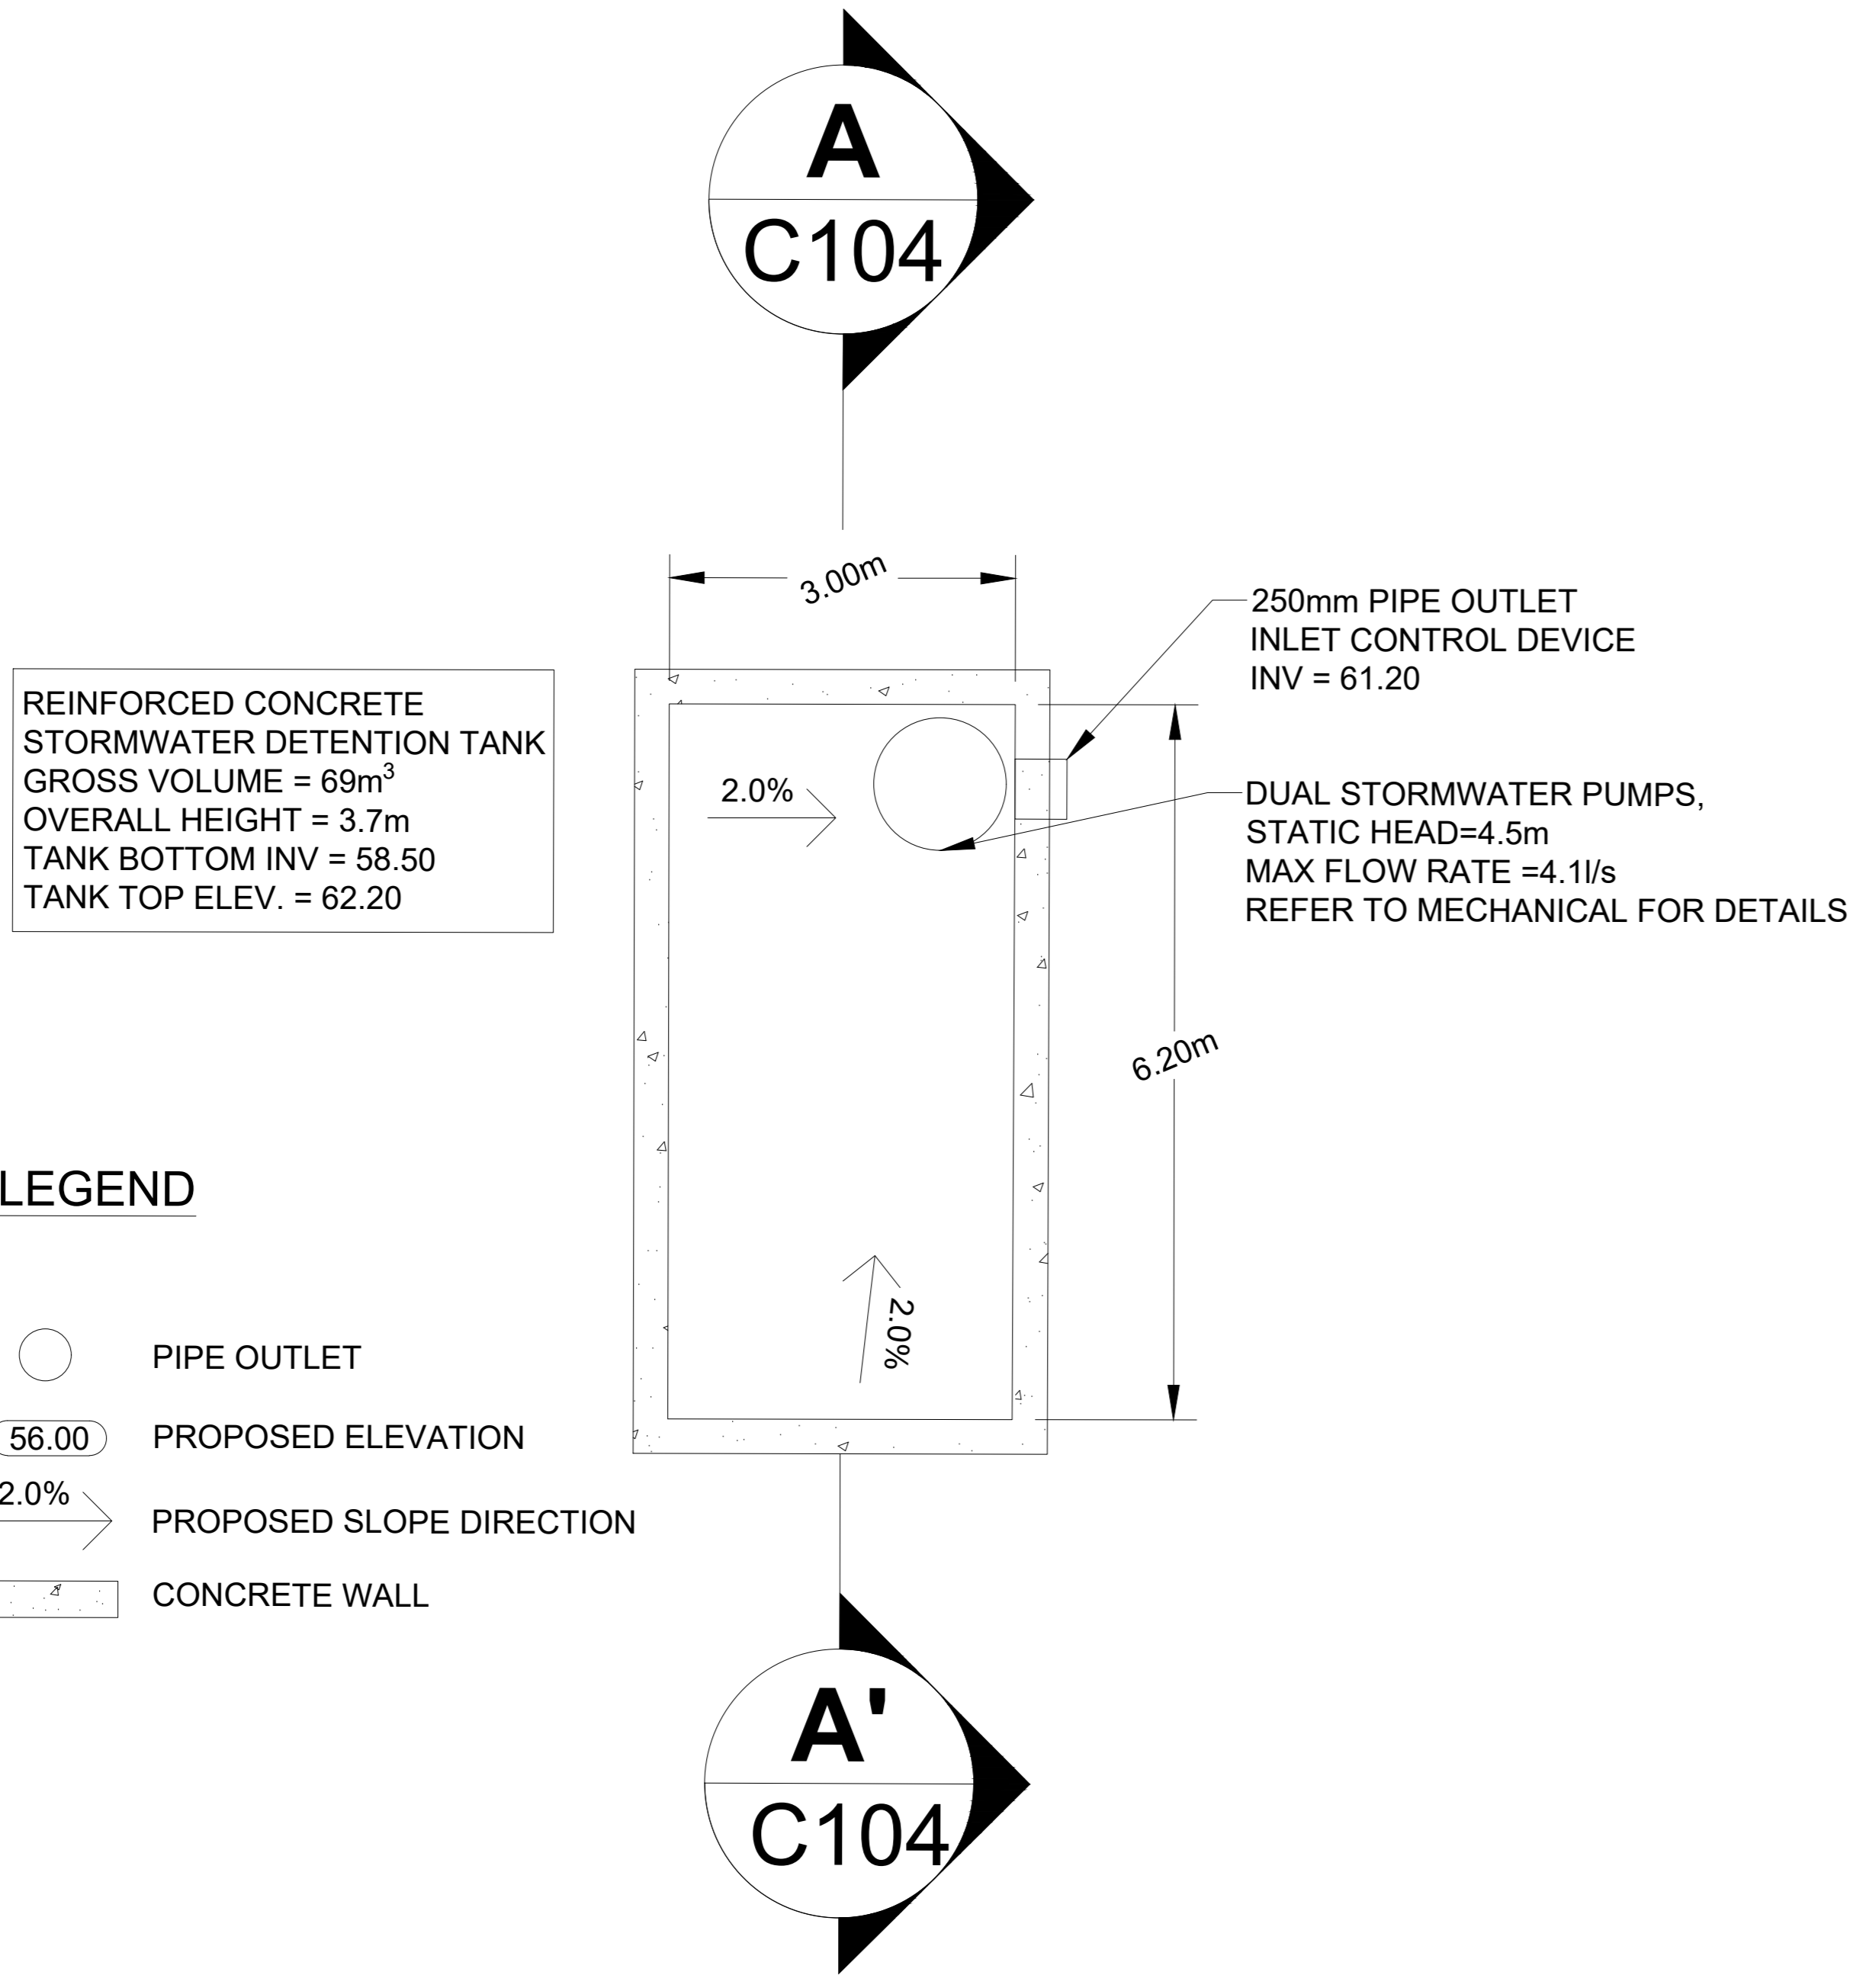 A
C104
3.00m
250mm PIPE OUTLET
INLET CONTROL DEVICE
INV = 61.20
REINFORCED CONCRETE
STORMWATER DETENTION TANK
GROSS VOLUME = 69m³
OVERALL HEIGHT = 3.7m
TANK BOTTOM INV = 58.50
TANK TOP ELEV. = 62.20
2.0%
DUAL STORMWATER PUMPS,
STATIC HEAD=4.5m
MAX FLOW RATE =4.1l/s
REFER TO MECHANICAL FOR DETAILS
6.20m
2.0%
LEGEND
PIPE OUTLET
56.00 PROPOSED ELEVATION
2.0%
PROPOSED SLOPE DIRECTION
CONCRETE WALL
A'
C104